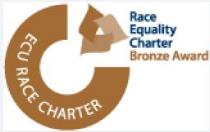 Race
Equality
Charter
Bronze Award
ECU RACE CHARTER